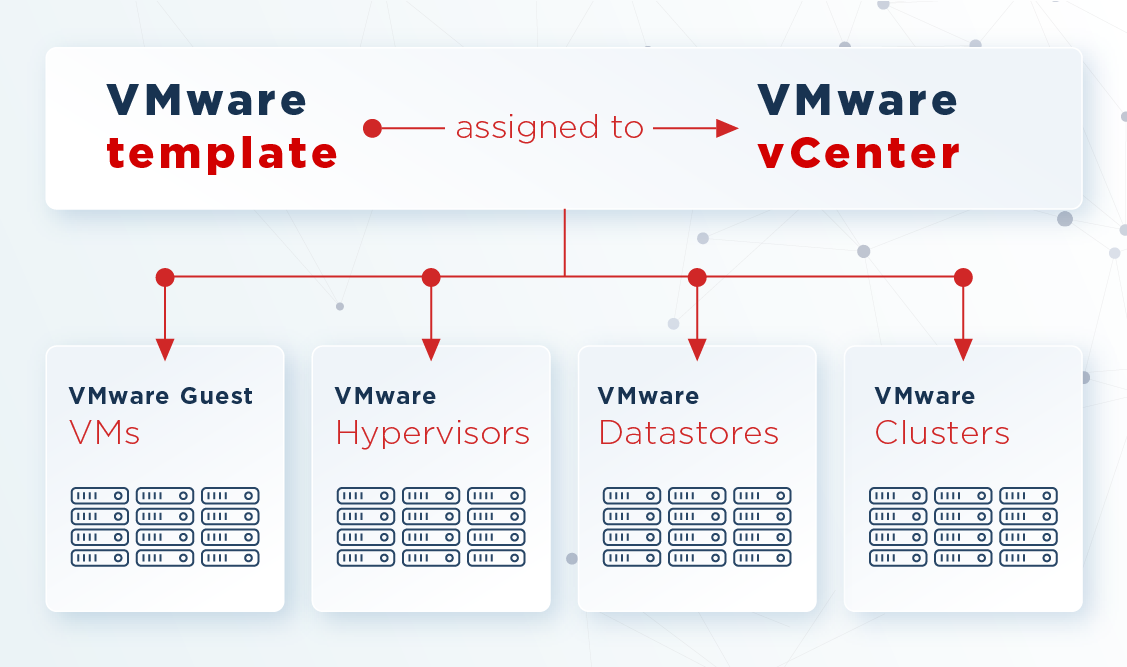 VMware
template
assigned to
VMware
vCenter
VMware Guest
VMs
VMware
Hypervisors
VMware
Datastores
VMware
Clusters